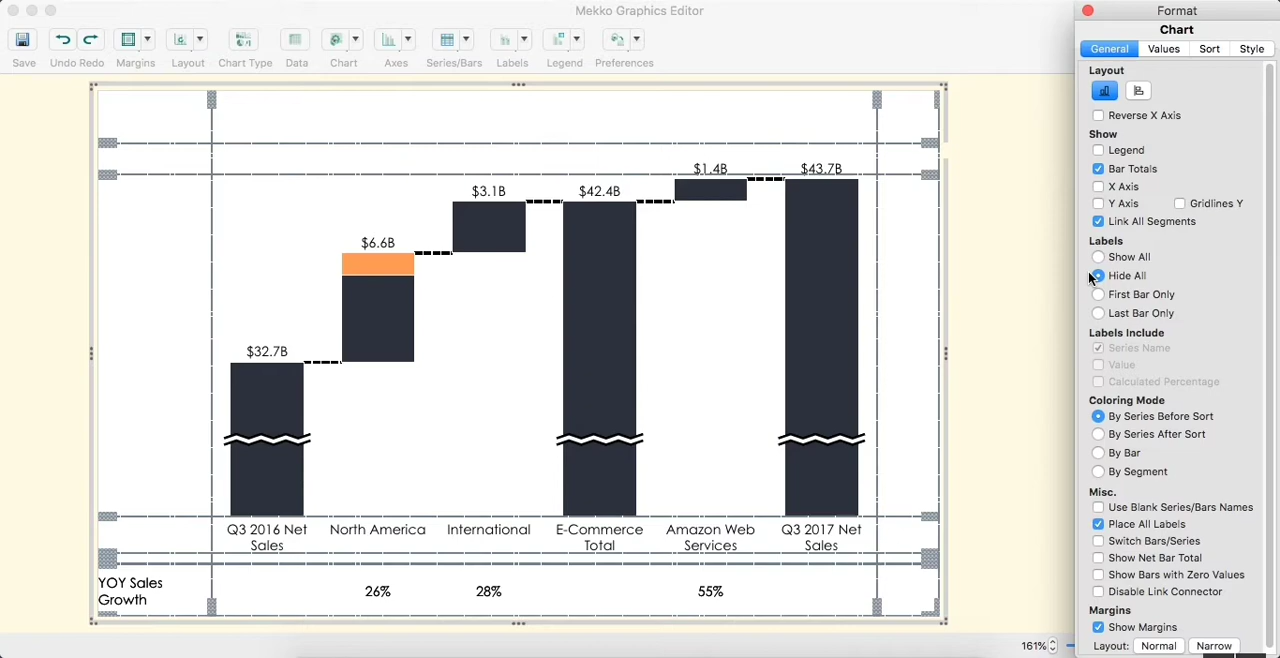 Mekko Graphics Editor
Format
Chart
Save
Undo Redo
Margins
Layout
Chart Type
Data
Chart
Axes
Series/Bars
Labels
Legend
Preferences
General Values Sort Style
Layout
Reverse X Axis
Show
Legend
Bar Totals
X Axis
Y Axis Gridlines Y
Link All Segments
Labels
Show All
Hide All
First Bar Only
Last Bar Only
Labels Include
Series Name
Value
Calculated Percentage
Coloring Mode
By Series Before Sort
By Series After Sort
By Bar
By Segment
Misc.
Use Blank Series/Bars Names
Place All Labels
Switch Bars/Series
Show Net Bar Total
Show Bars with Zero Values
Disable Link Connector
Margins
Show Margins
Layout: Normal Narrow
$32.7B
$6.6B
$3.1B
$42.4B
$1.4B
$43.7B
Q3 2016 Net
Sales
North America
International
E-Commerce
Total
Amazon Web
Services
Q3 2017 Net
Sales
YOY Sales
Growth
26%
28%
55%
161%